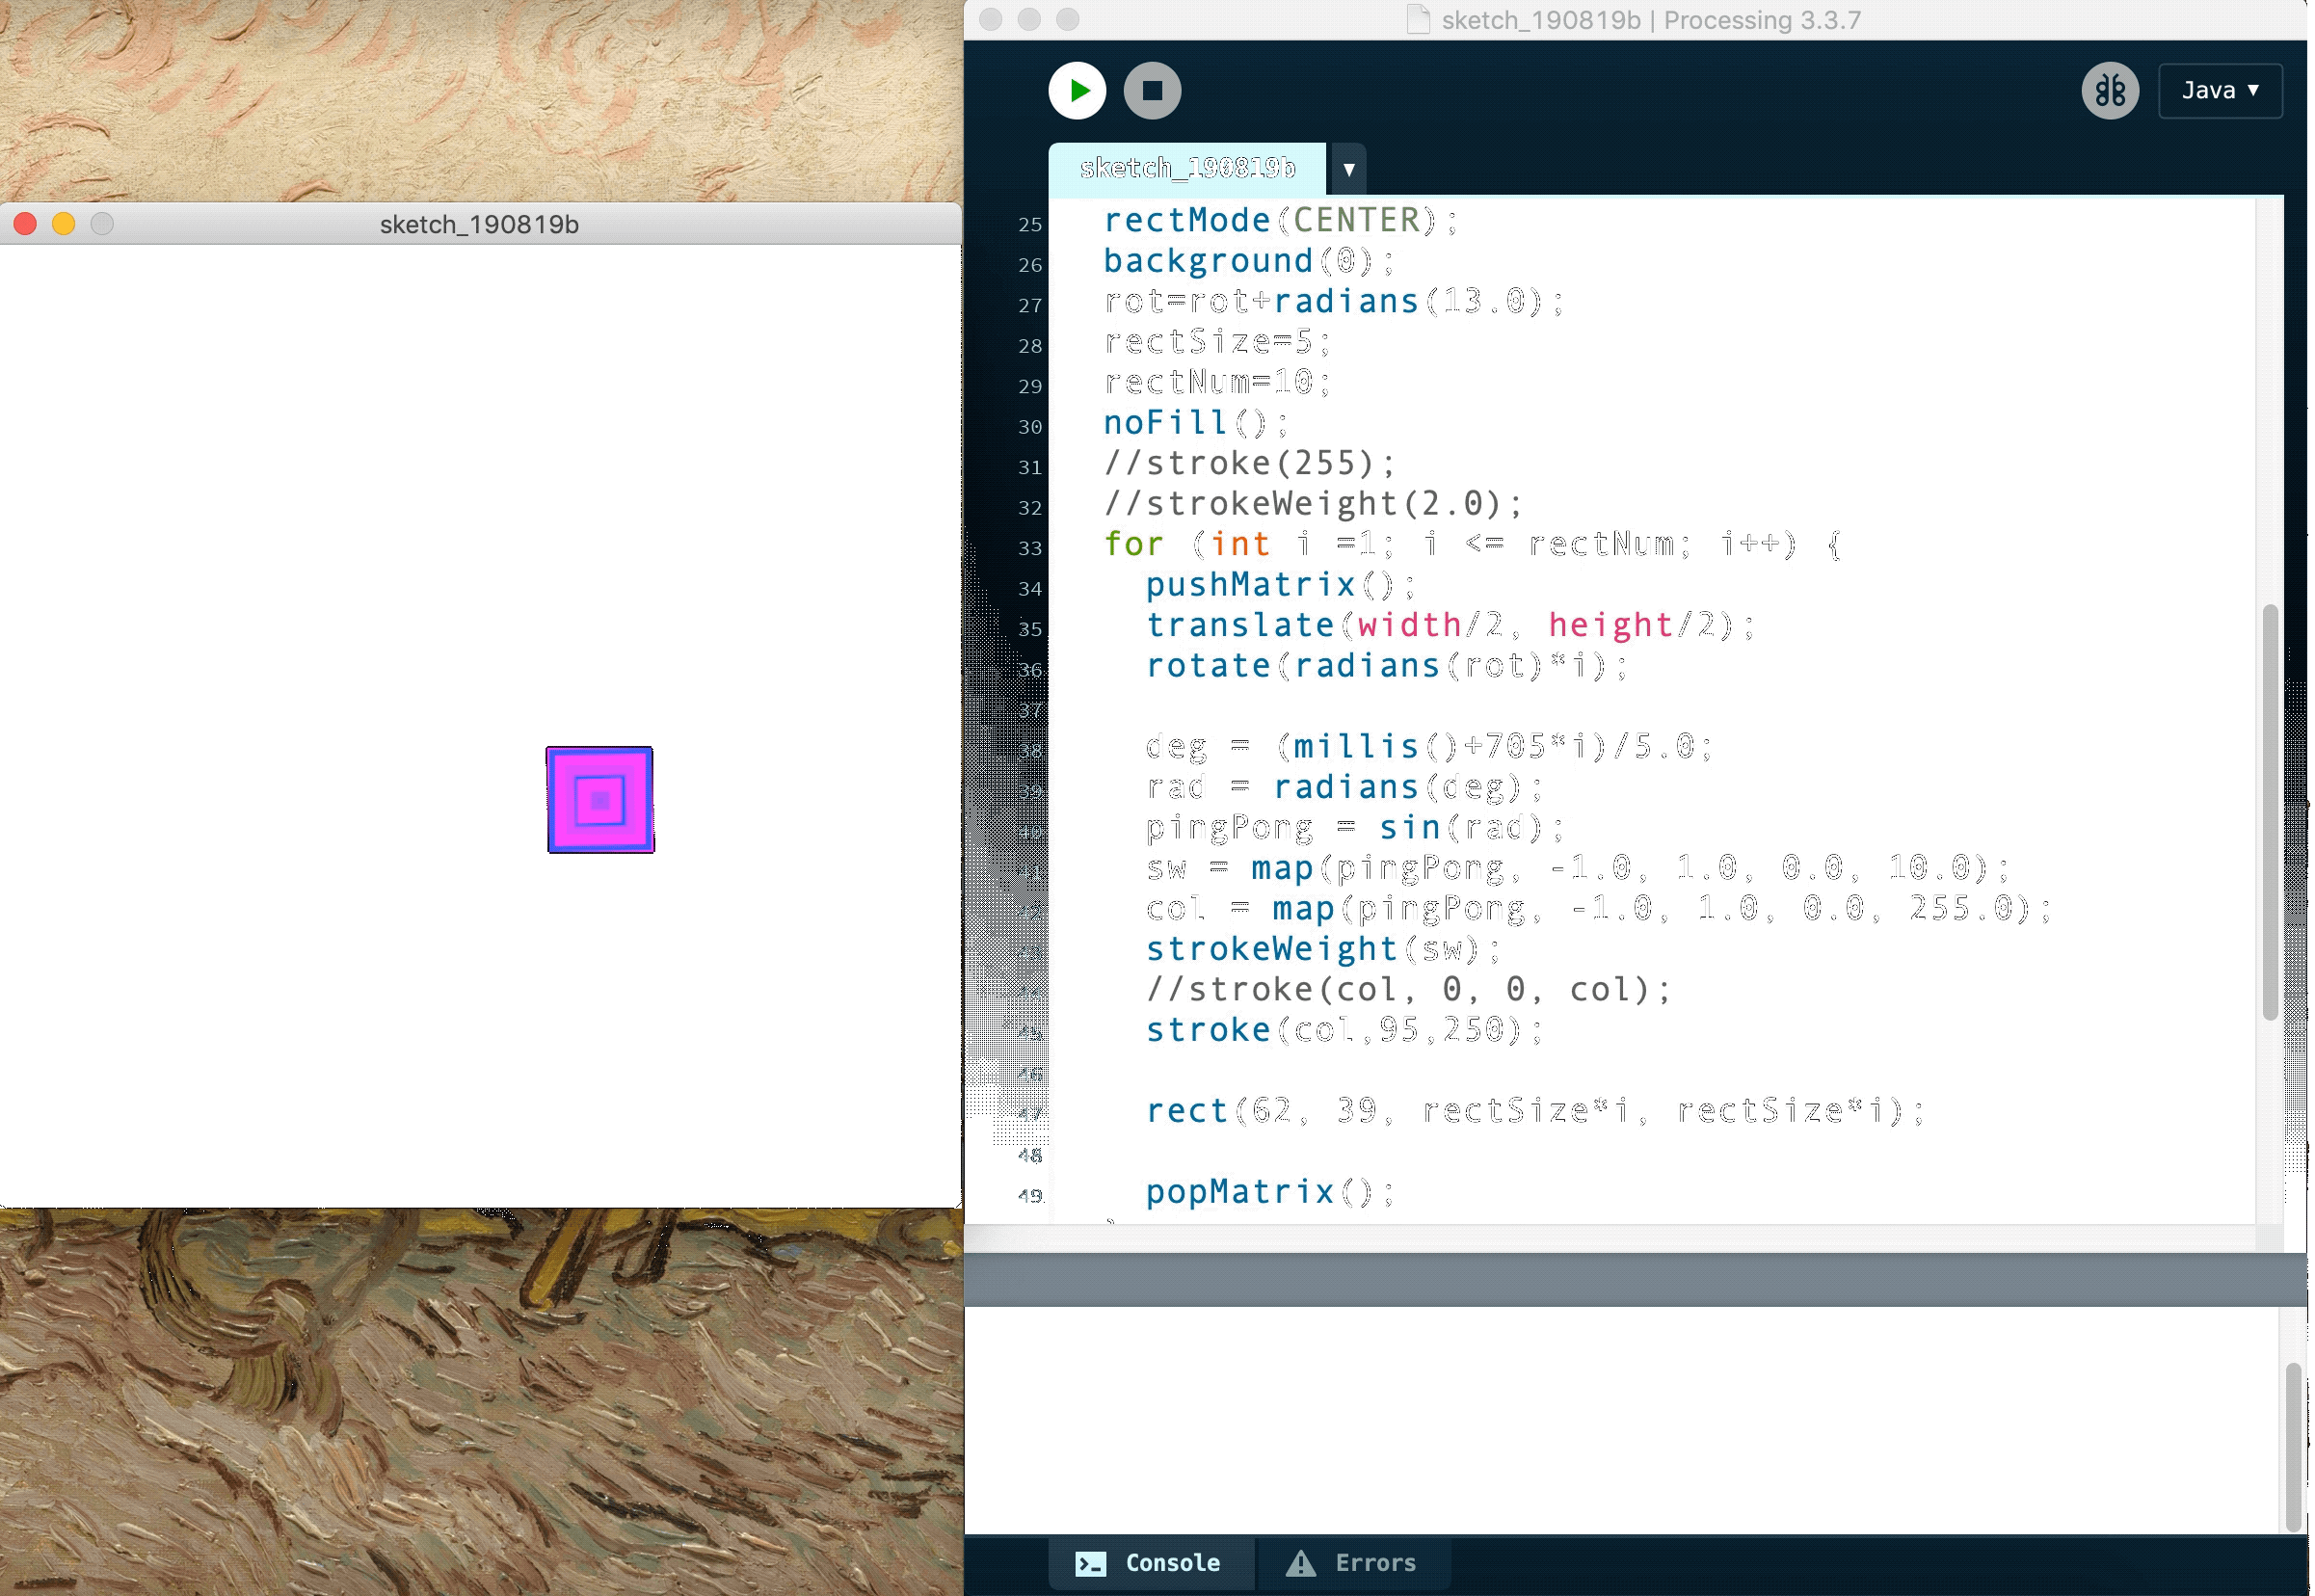 sketch_190819b | Processing 3.3.7
Java ▼
sketch_190819b ▼
sketch_190819b
25 rectMode(CENTER);
26 background(0);
27 rot=rot+radians(13.0);
28 rectSize=5;
29 rectNum=10;
30 noFill();
31 //stroke(255);
32 //strokeWeight(2.0);
33 for (int i =1; i <= rectNum; i++) {
34 pushMatrix();
35 translate(width/2, height/2);
36 rotate(radians(rot)*i);
37
38 deg = (millis()+705*i)/5.0;
39 rad = radians(deg);
40 pingPong = sin(rad);
41 sw = map(pingPong, -1.0, 1.0, 0.0, 10.0);
42 col = map(pingPong, -1.0, 1.0, 0.0, 255.0);
43 strokeWeight(sw);
44 //stroke(col, 0, 0, col);
45 stroke(col,95,250);
46
47 rect(62, 39, rectSize*i, rectSize*i);
48
49 popMatrix();
Console Errors